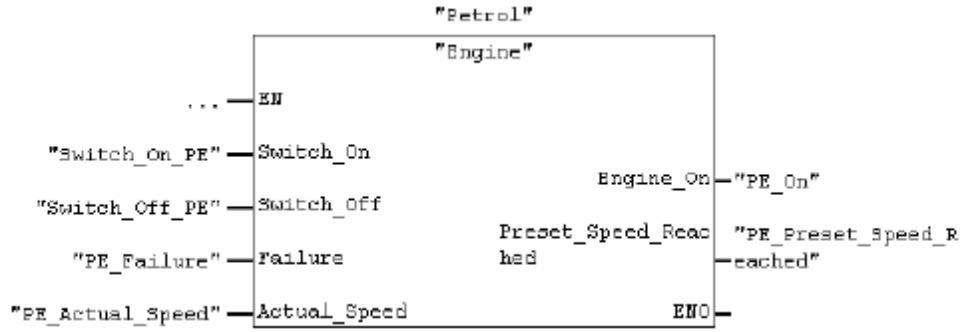 "Petrol"
"Engine"
... EN
"Switch_On_PE" Switch_On
Engine_On "PE_On"
"Switch_Off_PE" Switch_Off
Preset_Speed_Reac "PE_Preset_Speed_R
"PE_Failure" Failure hed eached"
"PE_Actual_Speed" Actual_Speed ENO